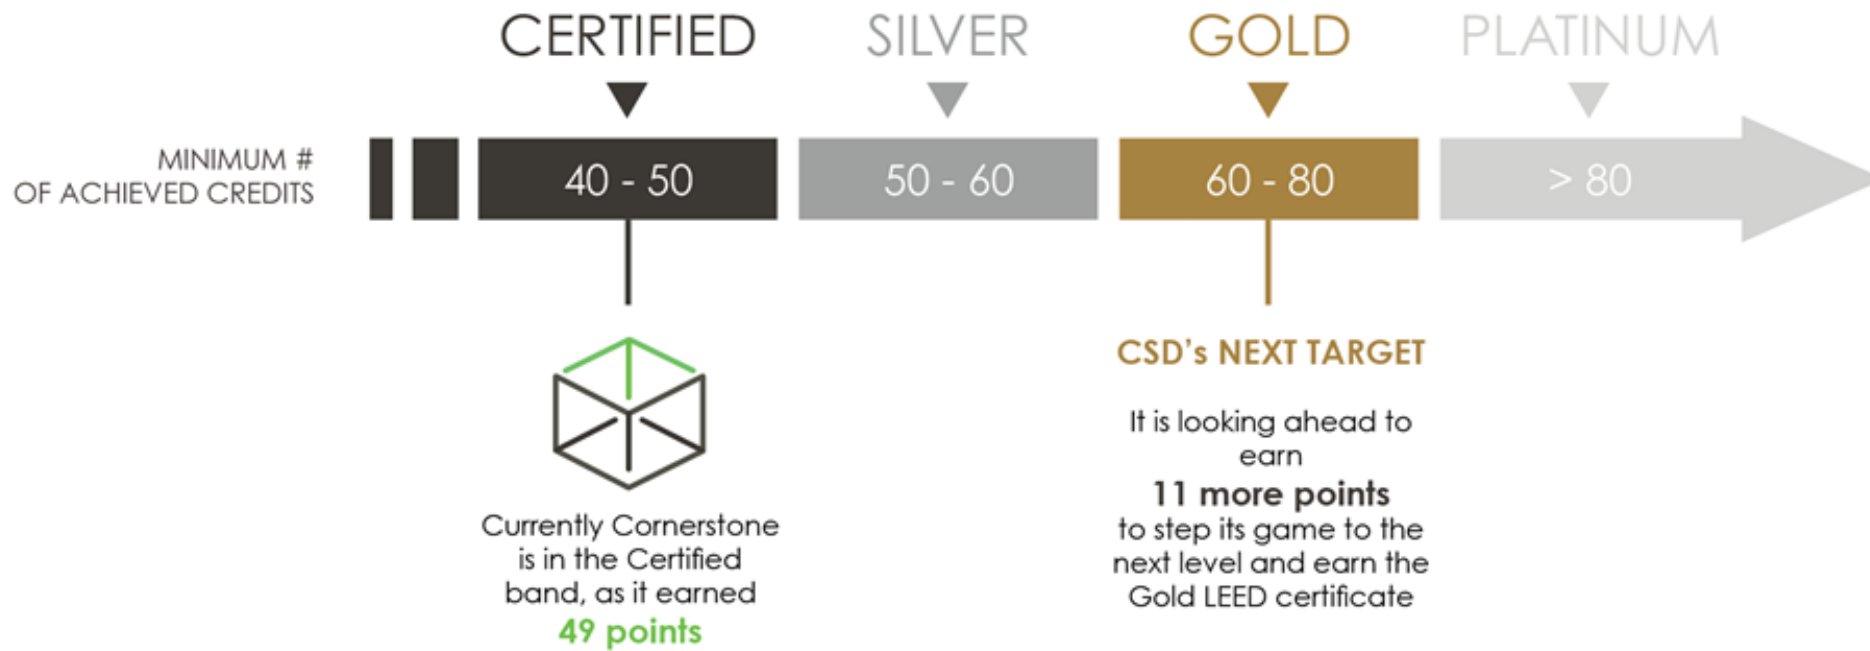 CERTIFIED
SILVER
GOLD
PLATINUM
MINIMUM #
OF ACHIEVED CREDITS
40 - 50
50 - 60
60 - 80
> 80
Currently Cornerstone
is in the Certified
band, as it earned
49 points
CSD's NEXT TARGET
It is looking ahead to
earn
11 more points
to step its game to the
next level and earn the
Gold LEED certificate